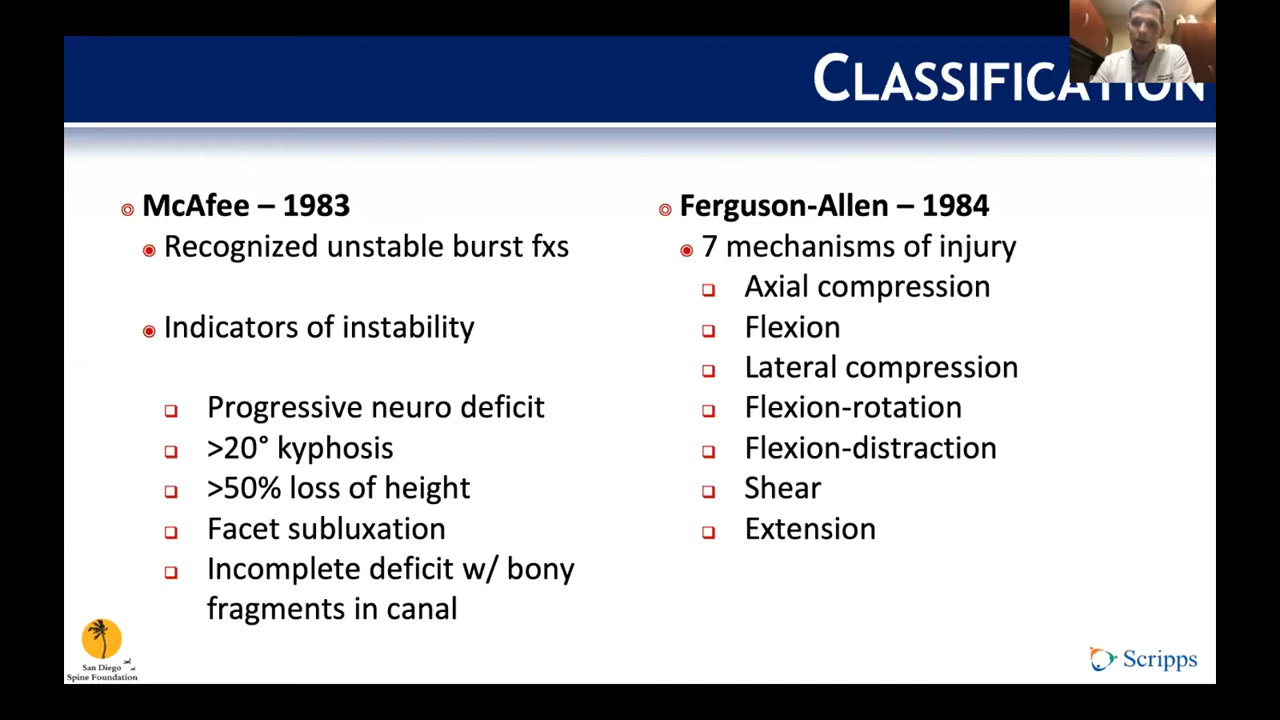 CLASSIFICATION
McAfee – 1983
Recognized unstable burst fxs
Indicators of instability
Progressive neuro deficit
>20° kyphosis
>50% loss of height
Facet subluxation
Incomplete deficit w/ bony
fragments in canal
Ferguson-Allen – 1984
7 mechanisms of injury
Axial compression
Flexion
Lateral compression
Flexion-rotation
Flexion-distraction
Shear
Extension
San Diego
Spine Foundation
Scripps